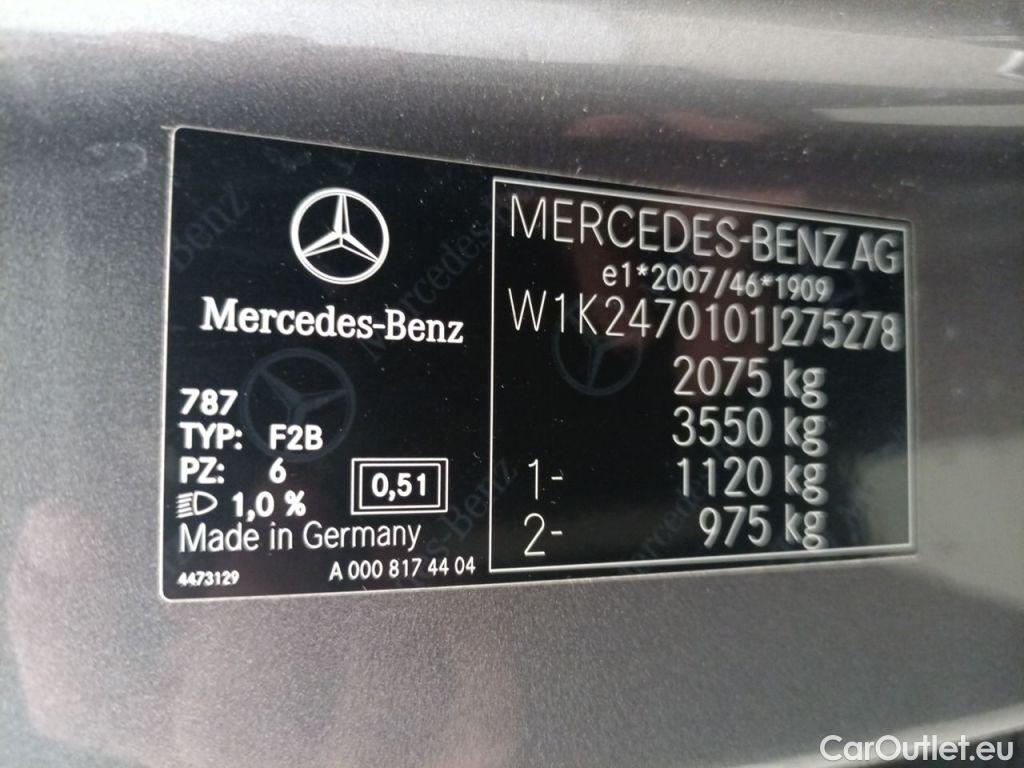 Mercedes-Benz
787
TYP: F2B
PZ: 6
1,0 %
0,51
Made in Germany
4473129
A 000 817 44 04
MERCEDES-BENZ AG
e1*2007/46*1909
W1K2470101J275278
2075 kg
3550 kg
1- 1120 kg
2- 975 kg
CarOutlet.eu